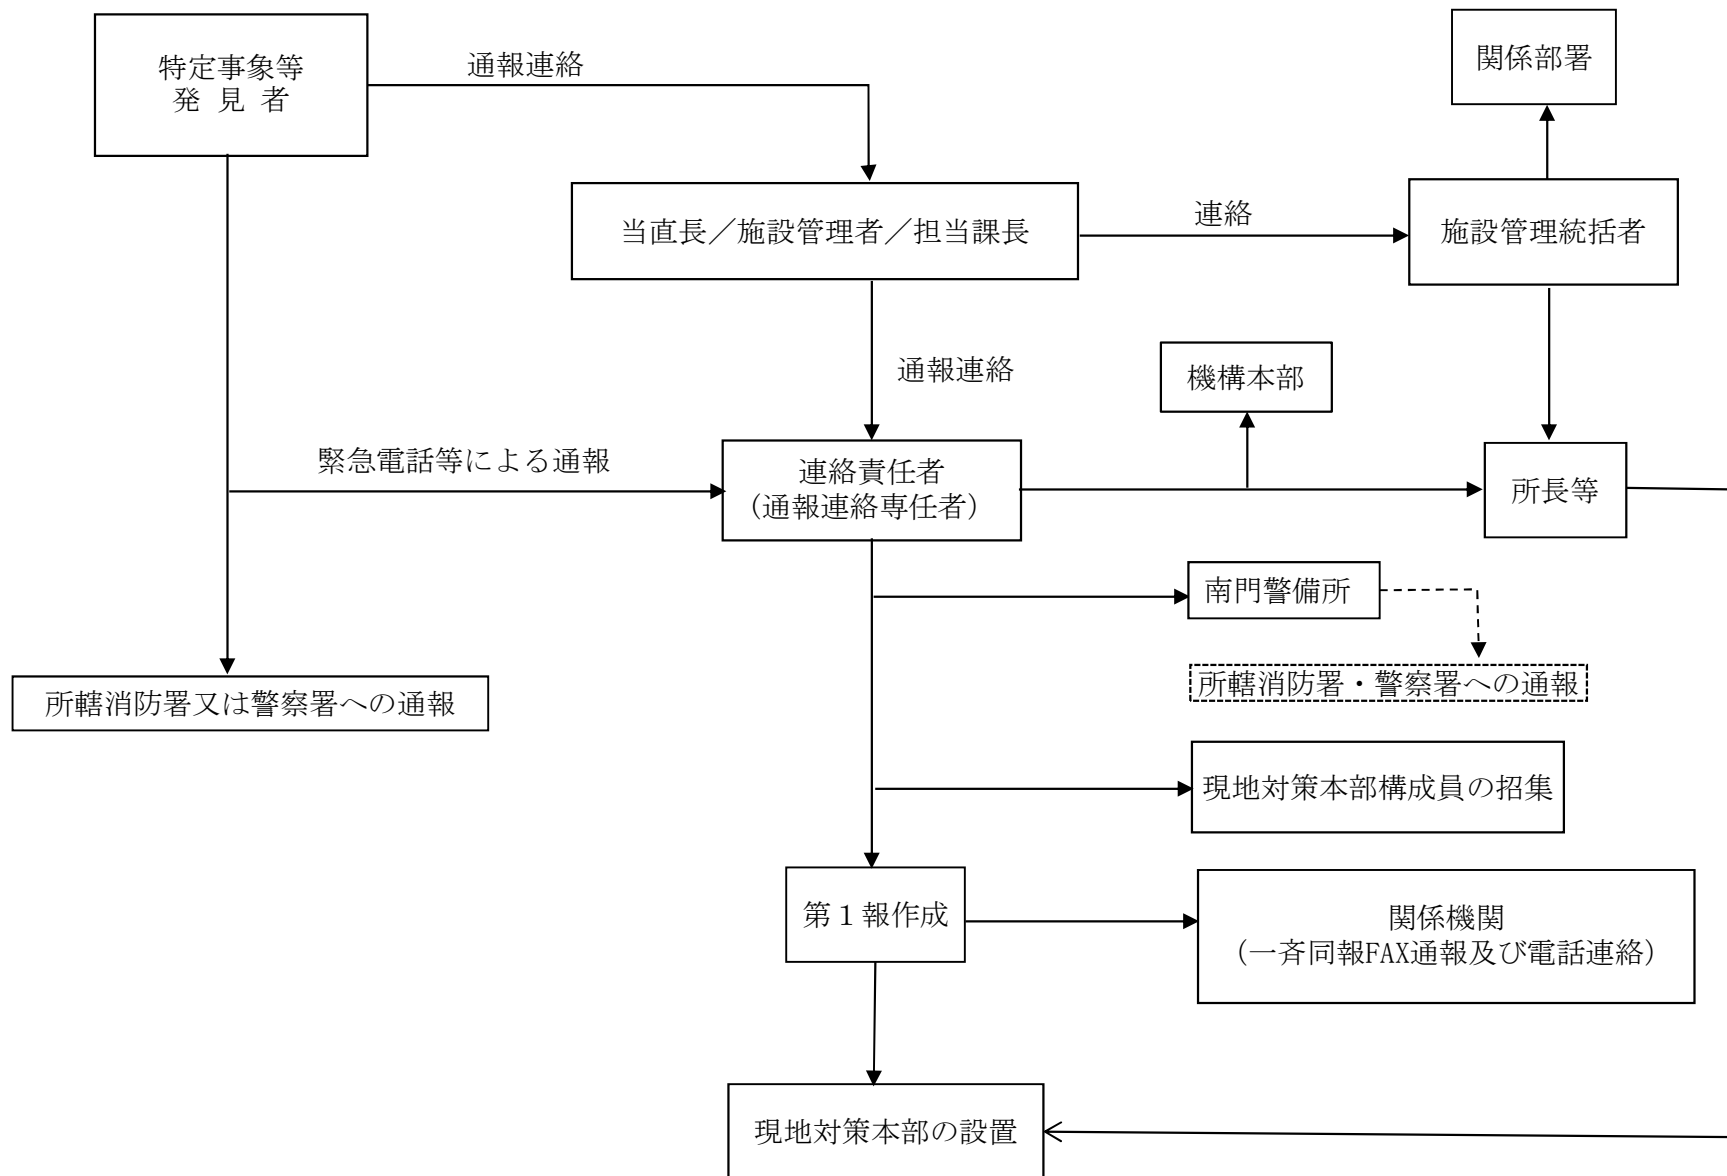 特定事象等
発 見 者
通報連絡
関係部署
当直長／施設管理者／担当課長
連絡
施設管理統括者
通報連絡
機構本部
緊急電話等による通報
連絡責任者
（通報連絡専任者）
所長等
南門警備所
所轄消防署・警察署への通報
所轄消防署又は警察署への通報
現地対策本部構成員の招集
第１報作成
関係機関
（一斉同報FAX通報及び電話連絡）
現地対策本部の設置